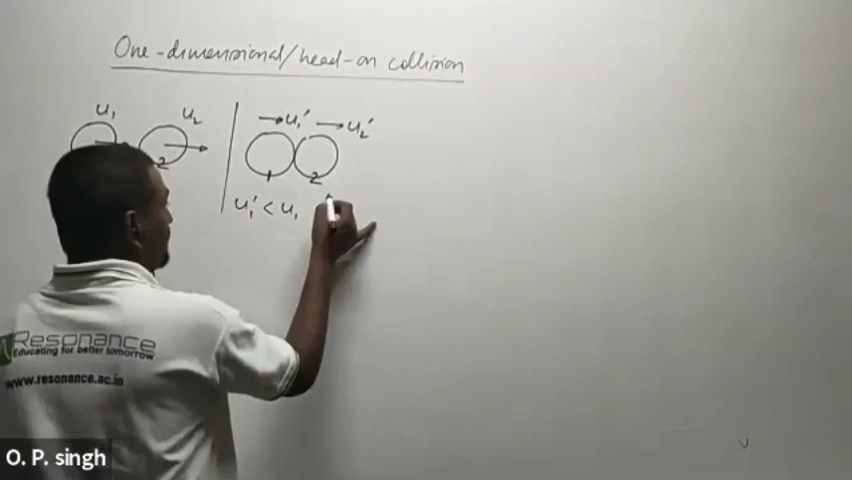 One-dimensional/head-on collision
u₁ u₂
→u₁' →u₂'
2
1 2
u₁' < u₁
Resonance
Educating for better tomorrow
www.resonance.ac.in
O. P. singh